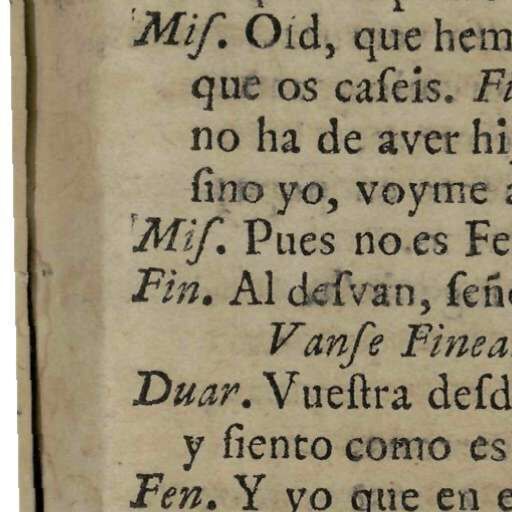 Miſ. Oid, que hem
que os caſeis. Fi
no ha de aver hi
ſino yo, voyme a
Miſ. Pues no es Fe
Fin. Al deſvan, ſeñ
Vanſe Finea
Duar. Vueſtra deſd
y ſiento como es
Fen. Y yo que en e